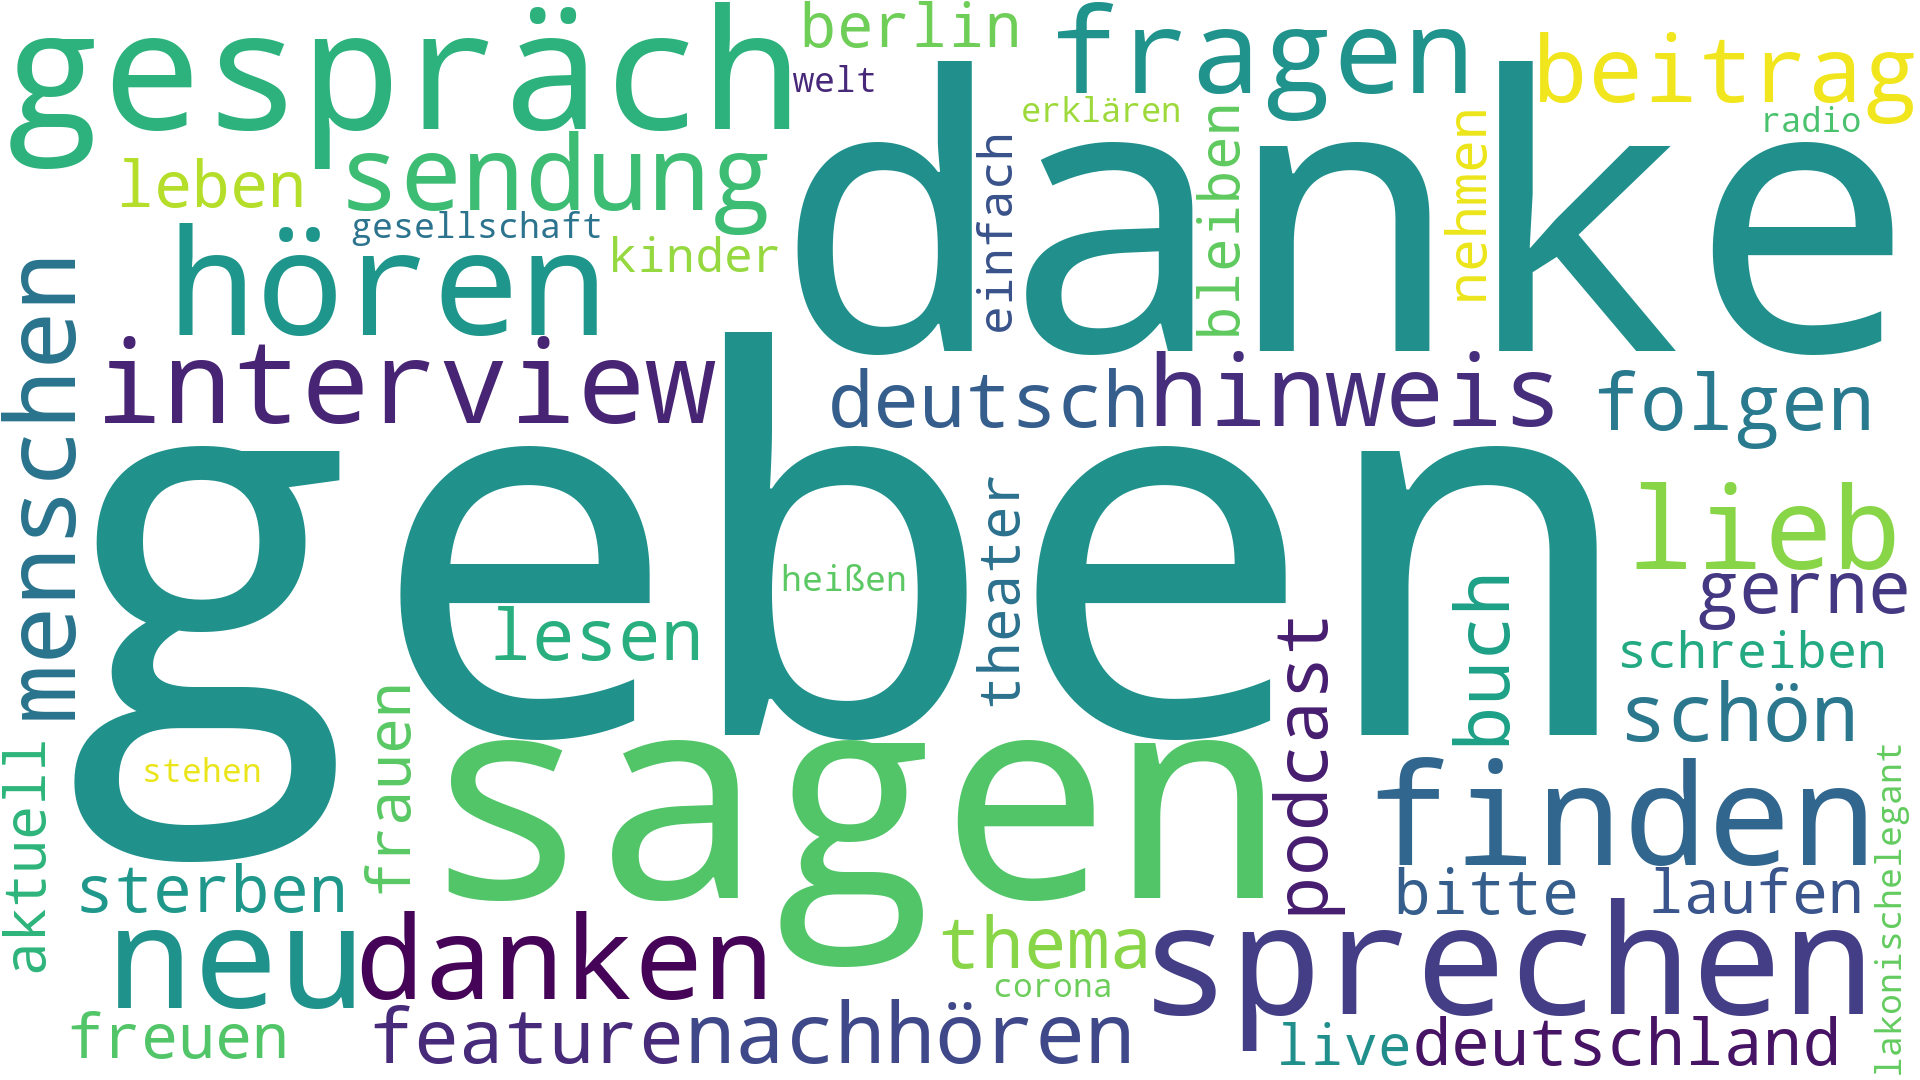 gespräch
berlin
fragen
beitrag
welt
danke
erklären
radio
sendung
leben
einfach
bleiben
nehmen
gesellschaft
hören
kinder
menschen
interview
deutsch
hinweis
folgen
geben
lieb
theater
heißen
gerne
buch
lesen
podcast
schreiben
schön
frauen
sagen
aktuell
stehen
finden
lakonischelegant
sterben
bitte
laufen
neu
danken
thema
sprechen
corona
freuen
feature
nachhören
live
deutschland